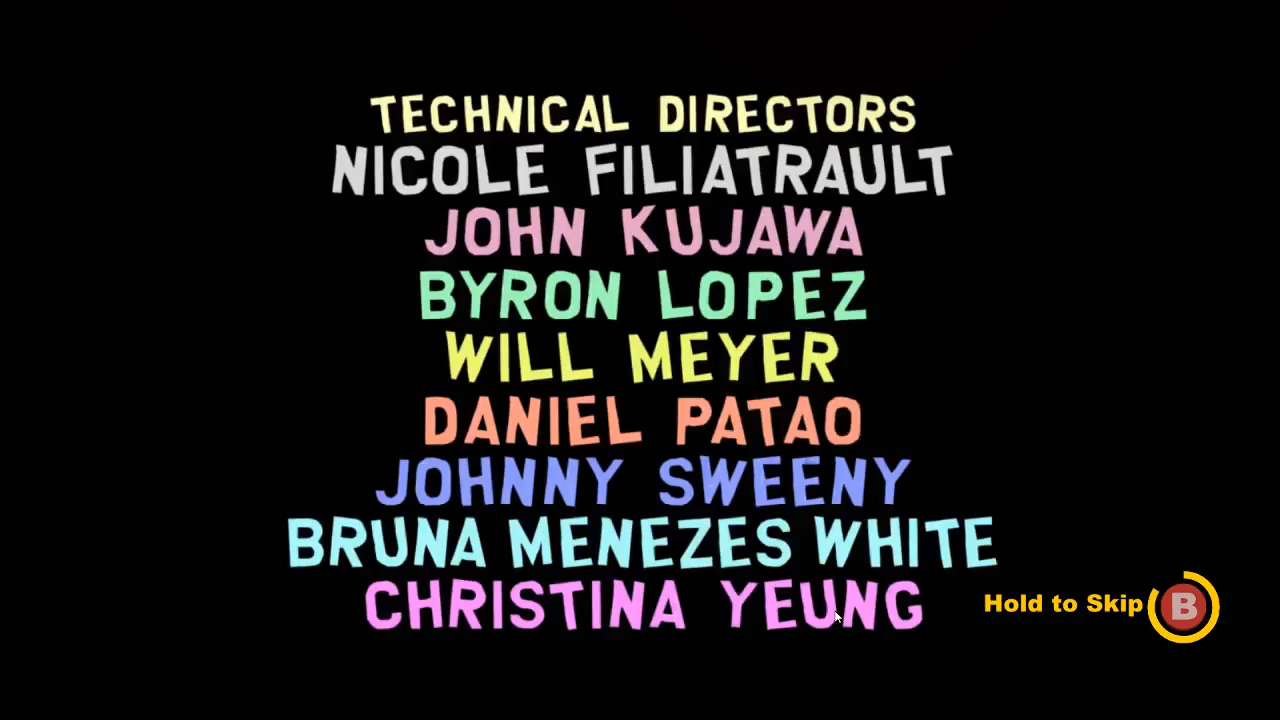 TECHNICAL DIRECTORS
NICOLE FILIATRAULT
JOHN KUJAWA
BYRON LOPEZ
WILL MEYER
DANIEL PATAO
JOHNNY SWEENY
BRUNA MENEZES WHITE
CHRISTINA YEUNG
Hold to Skip B